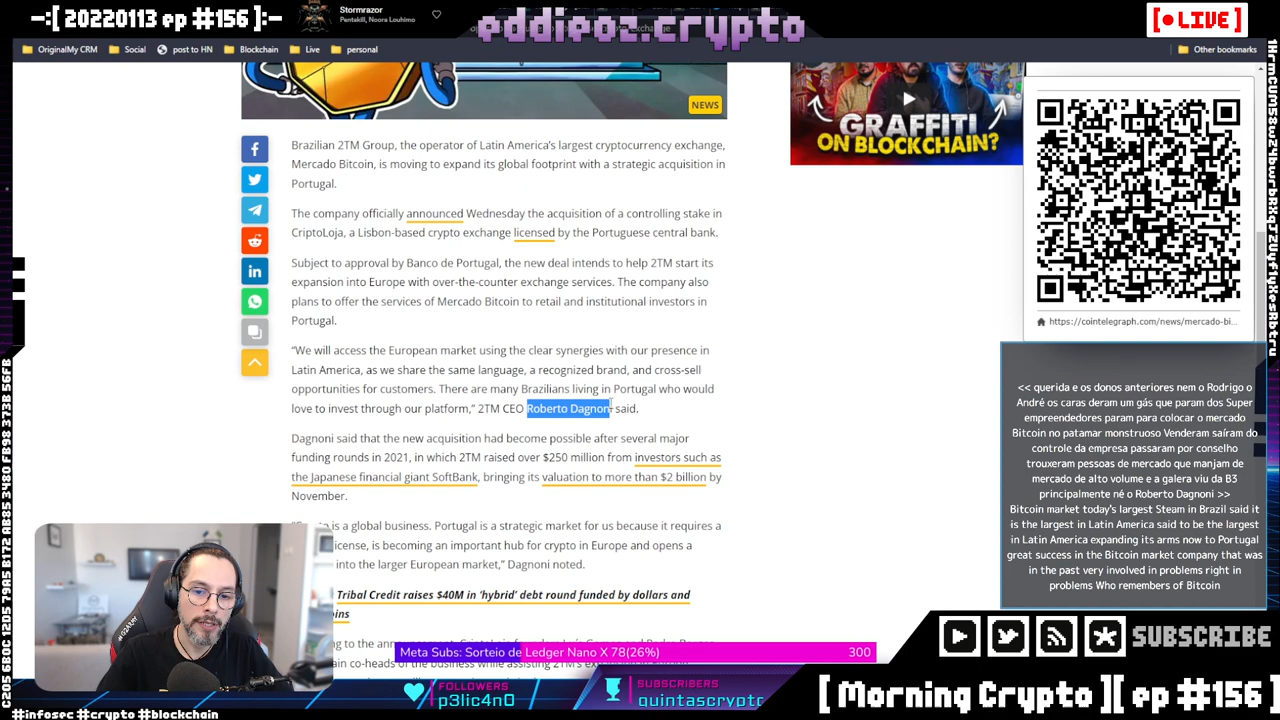 -:[ 20220113 ep #156 ]:-
Stormrazor
Pentakill, Noora Louhimo
eddieoz.crypto
[ ● LIVE ]
OriginalMy CRM
Social
post to HN
Blockchain
Live
personal
Other bookmarks
NEWS
GRAFFITI
ON BLOCKCHAIN?
Brazilian 2TM Group, the operator of Latin America's largest cryptocurrency exchange,
Mercado Bitcoin, is moving to expand its global footprint with a strategic acquisition in
Portugal.
The company officially announced Wednesday the acquisition of a controlling stake in
CriptoLoja, a Lisbon-based crypto exchange licensed by the Portuguese central bank.
Subject to approval by Banco de Portugal, the new deal intends to help 2TM start its
expansion into Europe with over-the-counter exchange services. The company also
plans to offer the services of Mercado Bitcoin to retail and institutional investors in
Portugal.
“We will access the European market using the clear synergies with our presence in
Latin America, as we share the same language, a recognized brand, and cross-sell
opportunities for customers. There are many Brazilians living in Portugal who would
love to invest through our platform,” 2TM CEO Roberto Dagnoni said.
Dagnoni said that the new acquisition had become possible after several major
funding rounds in 2021, in which 2TM raised over $250 million from investors such as
the Japanese financial giant SoftBank, bringing its valuation to more than $2 billion by
November.
is a global business. Portugal is a strategic market for us because it requires a
icense, is becoming an important hub for crypto in Europe and opens a
into the larger European market,” Dagnoni noted.
Tribal Credit raises $40M in ‘hybrid’ debt round funded by dollars and
https://cointelegraph.com/news/mercado-bi...
<< querida e os donos anteriores nem o Rodrigo o
André os caras deram um gás que param dos Super
empreendedores param para colocar o mercado
Bitcoin no patamar monstruoso Venderam saíram do
controle da empresa passaram por conselho
trouxeram pessoas de mercado que manjam de
mercado de alto volume e a galera viu da B3
principalmente né o Roberto Dagnoni >>
Bitcoin market today's largest Steam in Brazil said it
is the largest in Latin America said to be the largest
in Latin America expanding its arms now to Portugal
great success in the Bitcoin market company that was
in the past very involved in problems right in
problems Who remembers of Bitcoin
Meta Subs: Sorteio de Ledger Nano X 78(26%)
300
FOLLOWERS
p3lic4n0
SUBSCRIBERS
quintascrypto
SUBSCRIBE
[ Morning Crypto ][ ep #156 ]
#infosec #crypto #blockchain